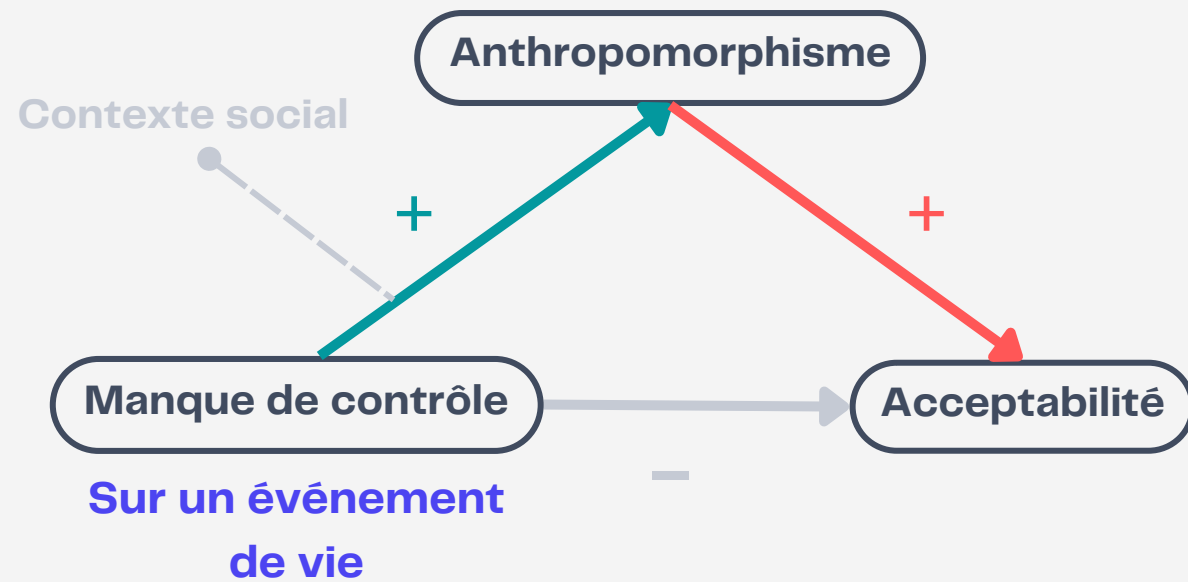 Anthropomorphisme
Contexte social
+
+
Manque de contrôle
Acceptabilité
–
Sur un événement
de vie